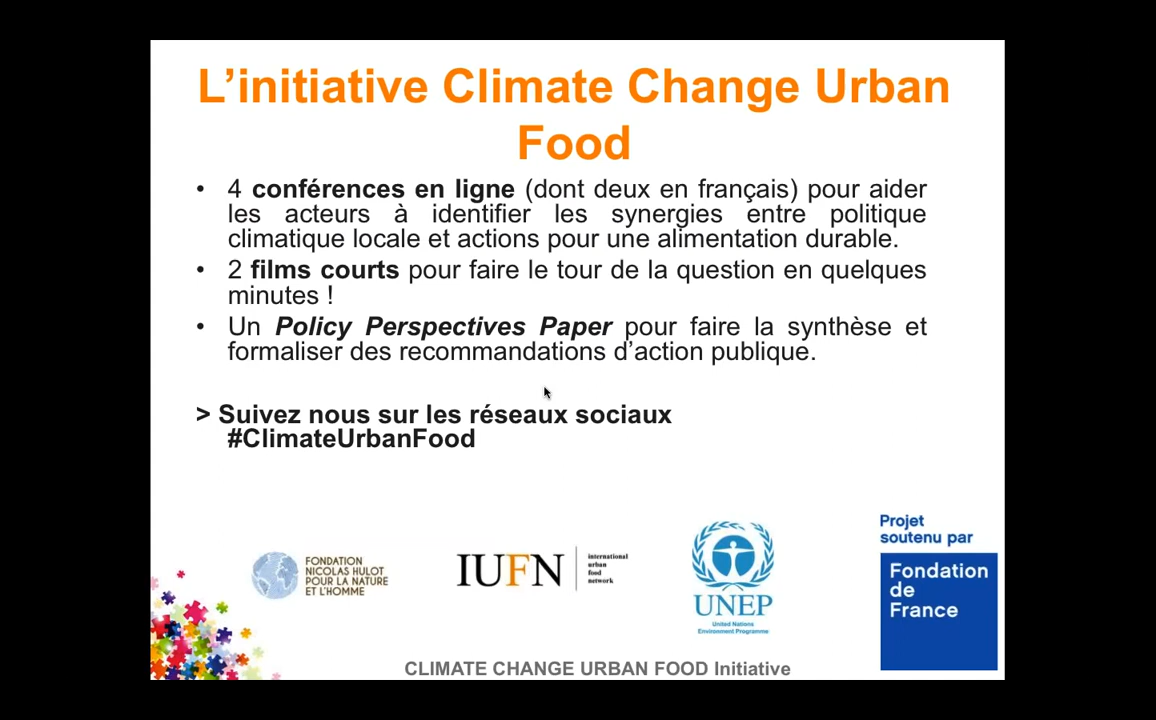 L’initiative Climate Change Urban
Food
• 4 conférences en ligne (dont deux en français) pour aider
les acteurs à identifier les synergies entre politique
climatique locale et actions pour une alimentation durable.
• 2 films courts pour faire le tour de la question en quelques
minutes !
• Un Policy Perspectives Paper pour faire la synthèse et
formaliser des recommandations d’action publique.
> Suivez nous sur les réseaux sociaux
#ClimateUrbanFood
FONDATION
NICOLAS HULOT
POUR LA NATURE
ET L'HOMME
IUFN
international
urban
food
network
UNEP
United Nations
Environment Programme
Projet
soutenu par
Fondation
de
France
CLIMATE CHANGE URBAN FOOD Initiative